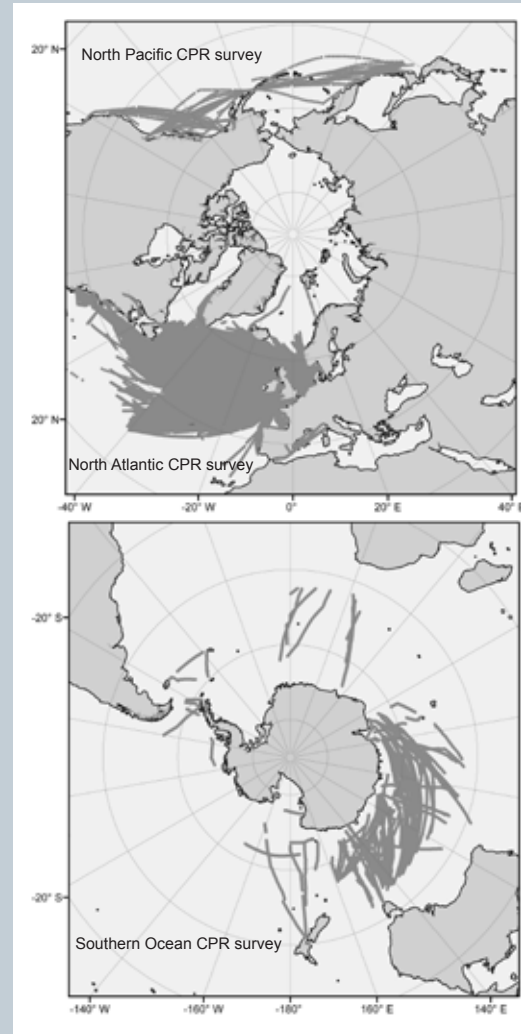 20° N
North Pacific CPR survey
20° N
North Atlantic CPR survey
-40° W -20° W 0° 20° E 40° E
-20° S
-20° S
Southern Ocean CPR survey
-140° W -160° W -180° 160° E 140° E